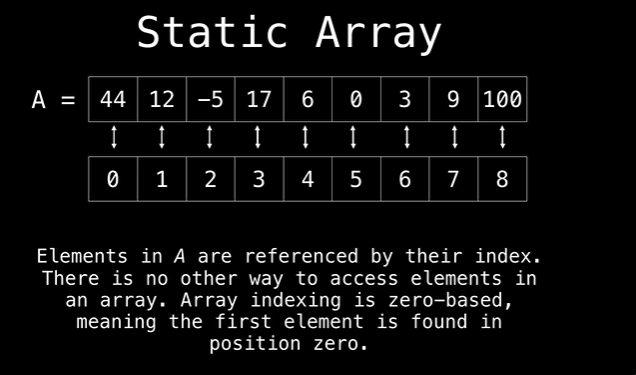 Static Array
A = 44 12 −5 17 6 0 3 9 100
0 1 2 3 4 5 6 7 8
Elements in A are referenced by their index.
There is no other way to access elements in
an array. Array indexing is zero−based,
meaning the first element is found in
position zero.